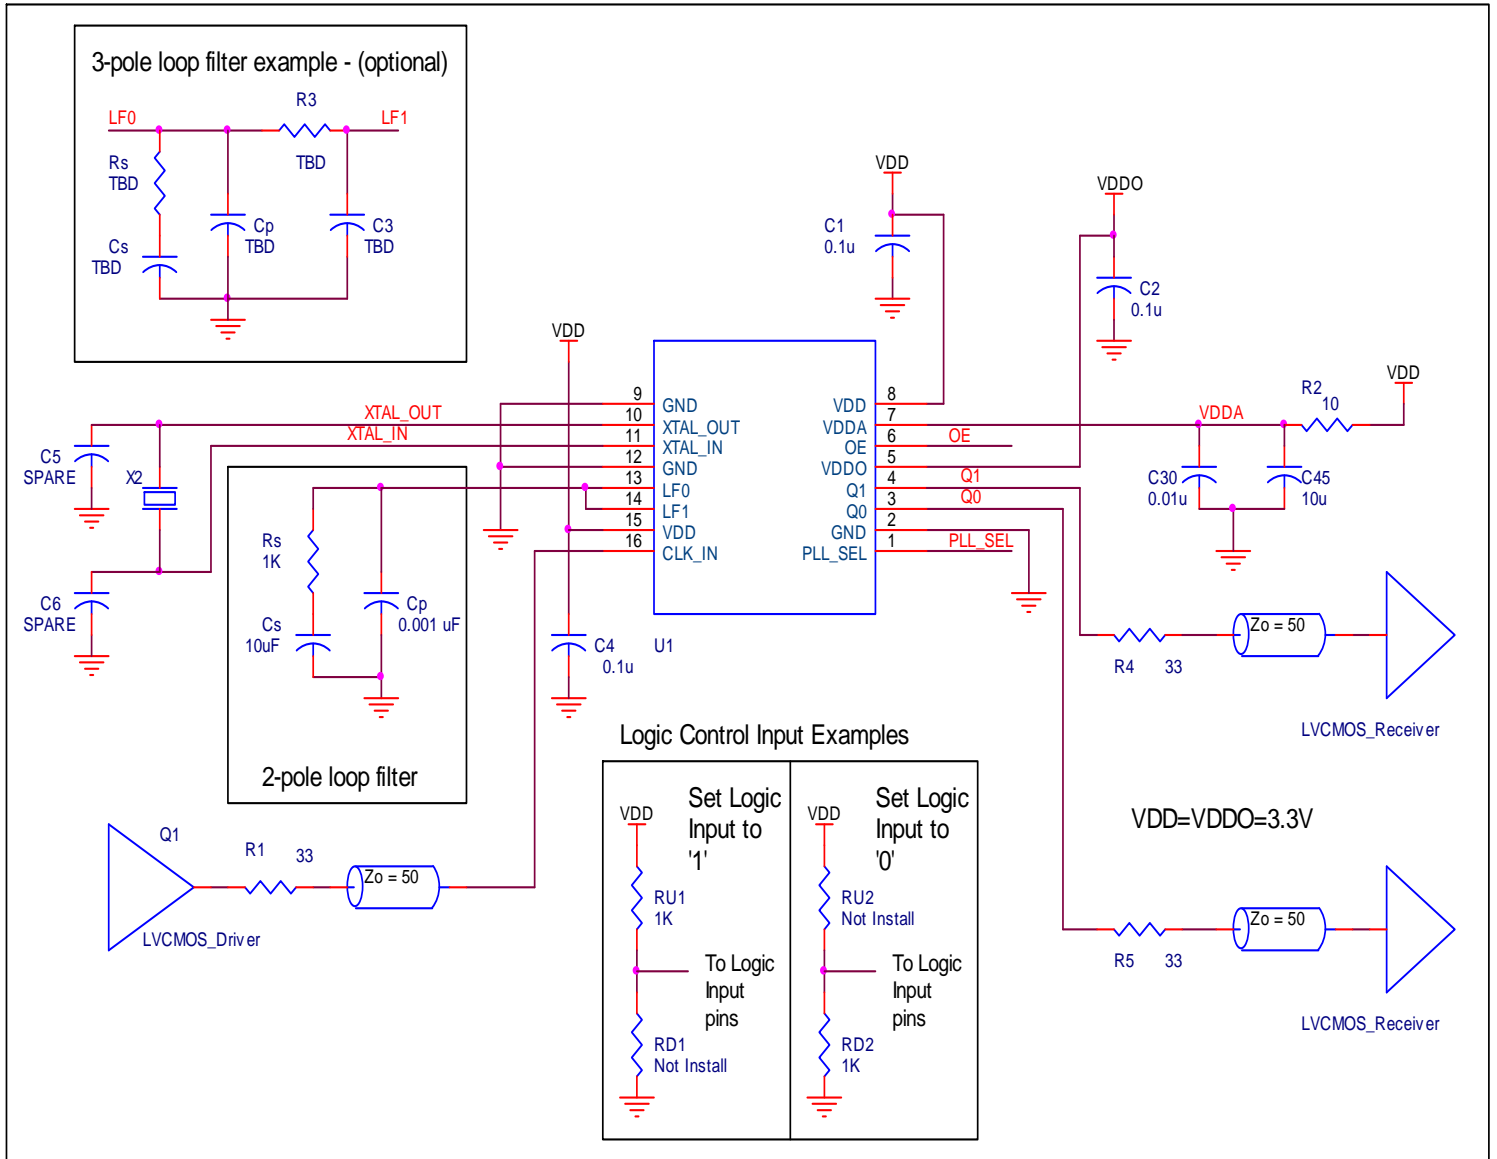 3-pole loop filter example - (optional)
LF0
R3
LF1
Rs
TBD
TBD
Cp
TBD
C3
TBD
Cs
TBD
VDD
C1
0.1u
VDDO
C2
0.1u
VDD
VDD
R2
10
VDDA
XTAL_OUT
XTAL_IN
C5
SPARE
X2
C6
SPARE
9
10
11
12
13
14
15
16
GND
XTAL_OUT
XTAL_IN
GND
LF0
LF1
VDD
CLK_IN
VDD
VDDA
OE
VDDO
Q1
Q0
GND
PLL_SEL
8
7
6
5
4
3
2
1
OE
Q1
Q0
PLL_SEL
C30
0.01u
C45
10u
Rs
1K
Cs
10uF
Cp
0.001 uF
2-pole loop filter
C4
0.1u
U1
Zo = 50
R4
33
LVCMOS_Receiver
Logic Control Input Examples
VDD
Set Logic
Input to
'1'
RU1
1K
To Logic
Input
pins
RD1
Not Install
VDD
Set Logic
Input to
'0'
RU2
Not Install
To Logic
Input
pins
RD2
1K
VDD=VDDO=3.3V
Q1
R1
33
Zo = 50
LVCMOS_Driver
Zo = 50
R5
33
LVCMOS_Receiver